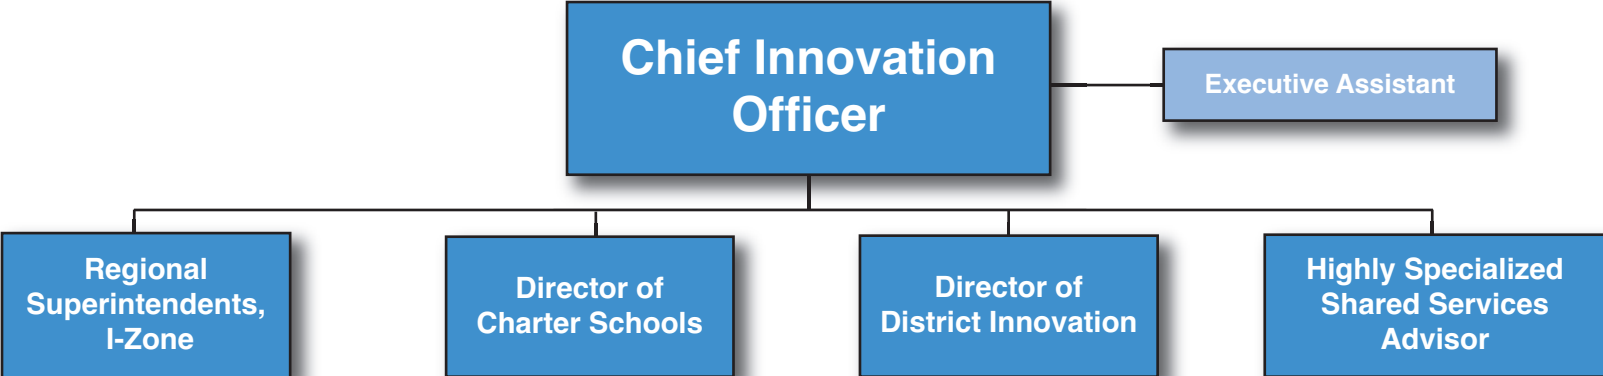 Chief Innovation
Officer
Executive Assistant
Regional
Superintendents,
I-Zone
Director of
Charter Schools
Director of
District Innovation
Highly Specialized
Shared Services
Advisor